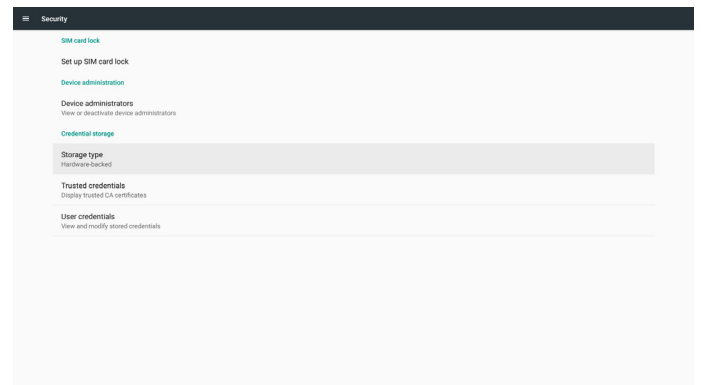 Security
SIM card lock
Set up SIM card lock
Device administration
Device administrators
View or deactivate device administrators
Credential storage
Storage type
Hardware-backed
Trusted credentials
Display trusted CA certificates
User credentials
View and modify stored credentials